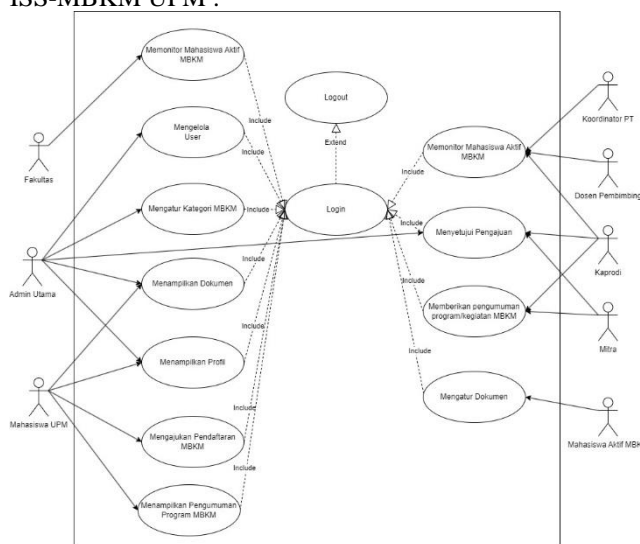 ISS-MBKM UPM :
Memonitor Mahasiswa Aktif
MBKM
Fakultas
Mengelola
User
Mengatur Kategori MBKM
Admin Utama
Menampilkan Dokumen
Menampilkan Profil
Mahasiswa UPM
Mengajukan Pendaftaran
MBKM
Menampilkan Pengumuman
Program MBKM
Include
Include
Include
Include
Include
Include
Include
Logout
Extend
Login
Include
Include
Include
Include
Memonitor Mahasiswa Aktif
MBKM
Menyetujui Pengajuan
Memberikan pengumuman
program/kegiatan MBKM
Mengatur Dokumen
Koordinator PT
Dosen Pembimbing
Kaprodi
Mitra
Mahasiswa Aktif MBK